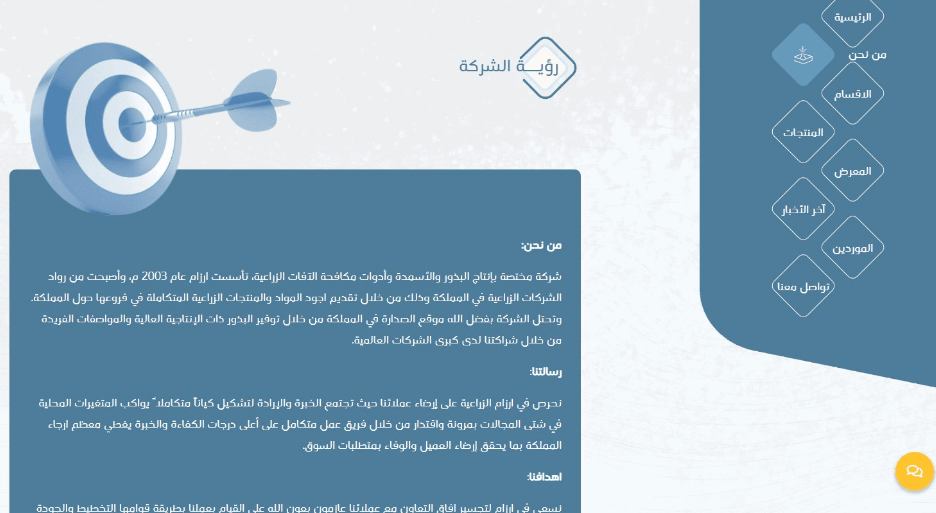 الرئيسية
من نحن
الاقسام
المنتجات
المعرض
آخر الأخبار
الموردين
تواصل معنا
رؤيـــة الشركة
من نحن:
شركة مختصة بإنتاج البذور والأسمدة وأدوات مكافحة الآفات الزراعية، تأسست ارزام عام 2003 م، وأصبحت من رواد
الشركات الزراعية في المملكة وذلك من خلال تقديم اجود المواد والمنتجات الزراعية المتكاملة في فروعها حول المملكة.
وتحتل الشركة بفضل الله موقع الصدارة في المملكة من خلال توفير البذور ذات الإنتاجية العالية والمواصفات الفريدة
من خلال شراكتنا لدى كبرى الشركات العالمية.
رسالتنا:
نحرص في ارزام الزراعية على إرضاء عملائنا حيث تجتمع الخبرة والإرادة لتشكيل كياناً متكاملاً يواكب المتغيرات المحلية
في شتى المجالات بمرونة واقتدار من خلال فريق عمل متكامل على أعلى درجات الكفاءة والخبرة يغطي معظم ارجاء
المملكة بما يحقق إرضاء العميل والوفاء بمتطلبات السوق.
اهدافنا:
نسعى في ارزام لتجسير افاق التعاون مع عملائنا عازمون بعون الله على القيام بعملنا بطريقة قوامها التخطيط والجودة